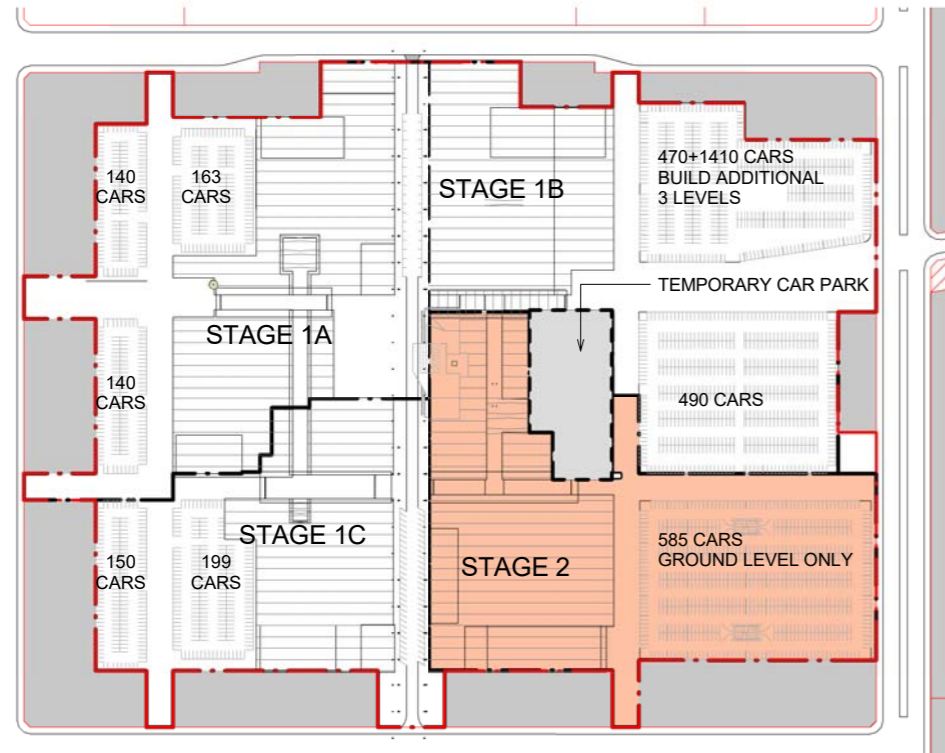 140
CARS
163
CARS
STAGE 1B
470+1410 CARS
BUILD ADDITIONAL
3 LEVELS
TEMPORARY CAR PARK
STAGE 1A
140
CARS
490 CARS
STAGE 1C
150
CARS
199
CARS
STAGE 2
585 CARS
GROUND LEVEL ONLY